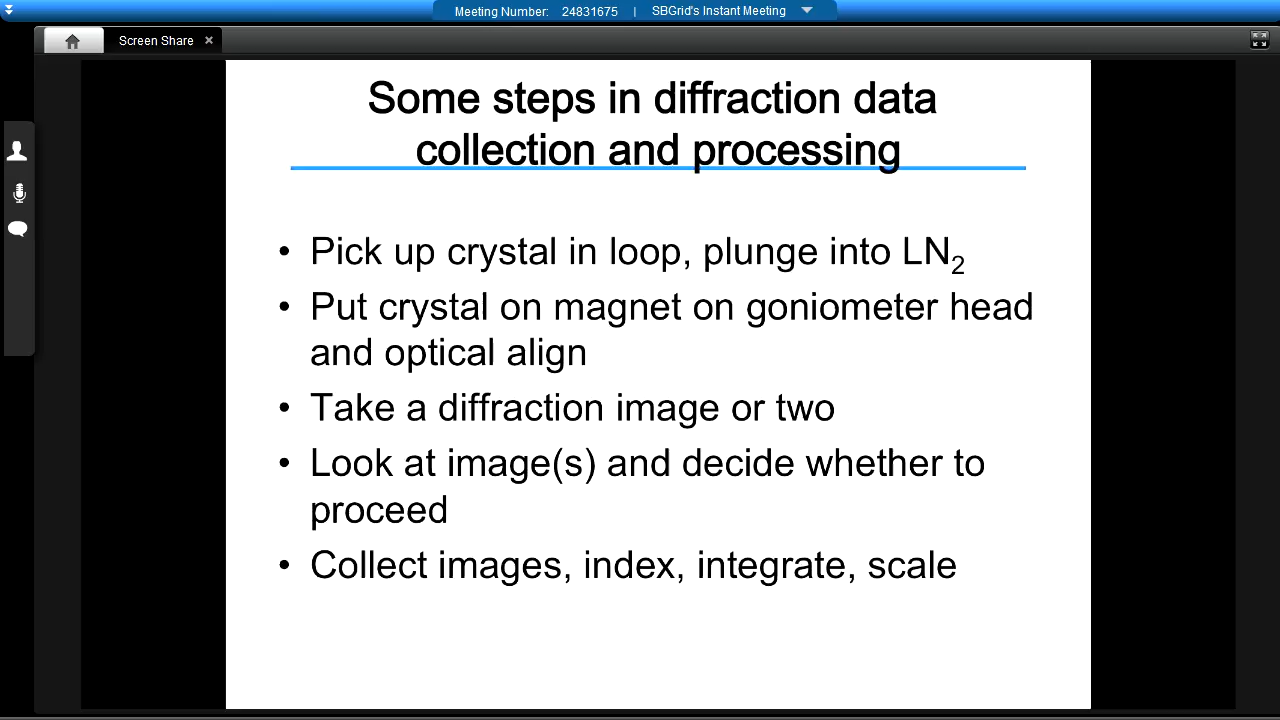 Meeting Number: 24831675 | SBGrid's Instant Meeting
Screen Share ×
Some steps in diffraction data
collection and processing
• Pick up crystal in loop, plunge into LN₂
• Put crystal on magnet on goniometer head
and optical align
• Take a diffraction image or two
• Look at image(s) and decide whether to
proceed
• Collect images, index, integrate, scale